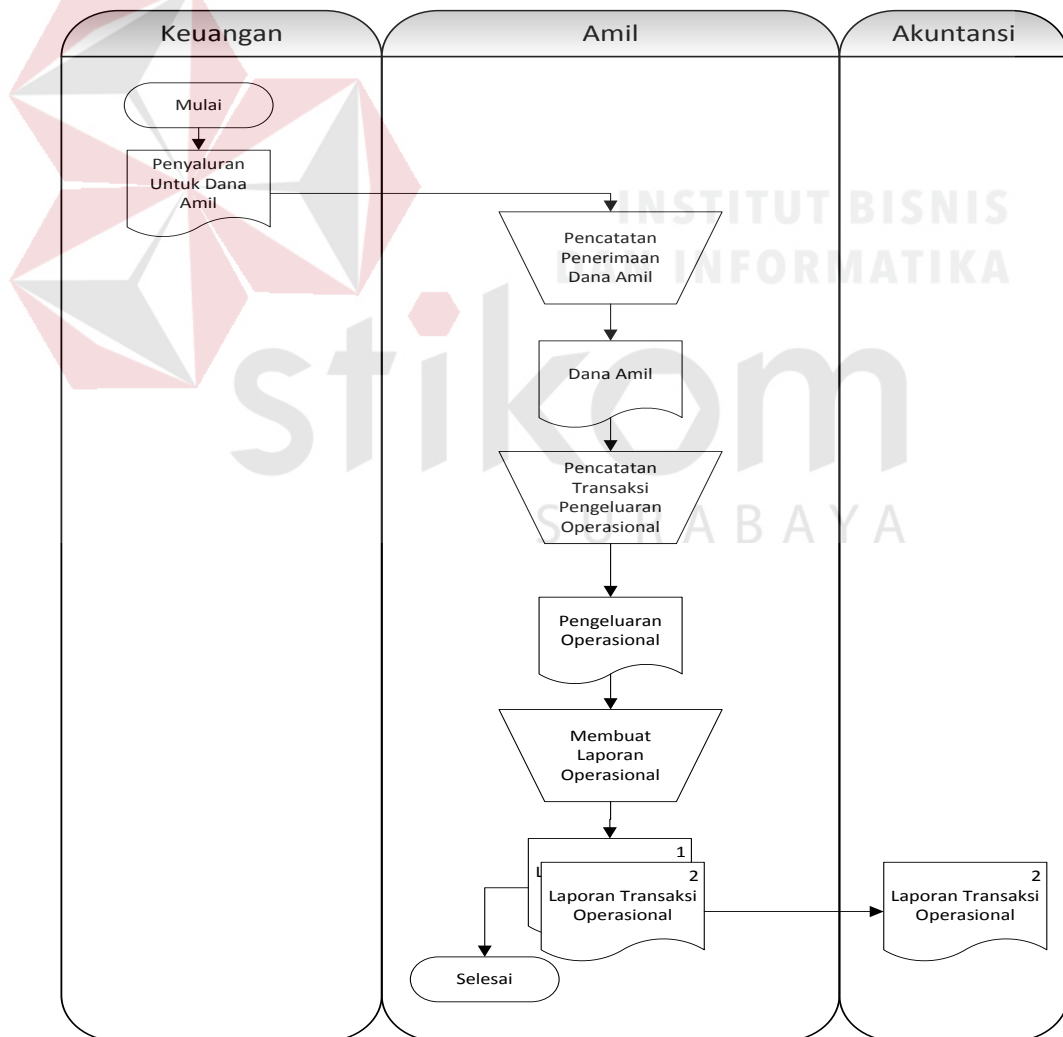 Keuangan
Amil
Akuntansi
Mulai
Penyaluran
Untuk Dana
Amil
INSTITUT BISNIS
DAN INFORMATIKA
Pencatatan
Penerimaan
Dana Amil
stikom
SURABAYA
Dana Amil
Pencatatan
Transaksi
Pengeluaran
Operasional
Pengeluaran
Operasional
Membuat
Laporan
Operasional
1
L
2
Laporan Transaksi
Operasional
2
Laporan Transaksi
Operasional
Selesai